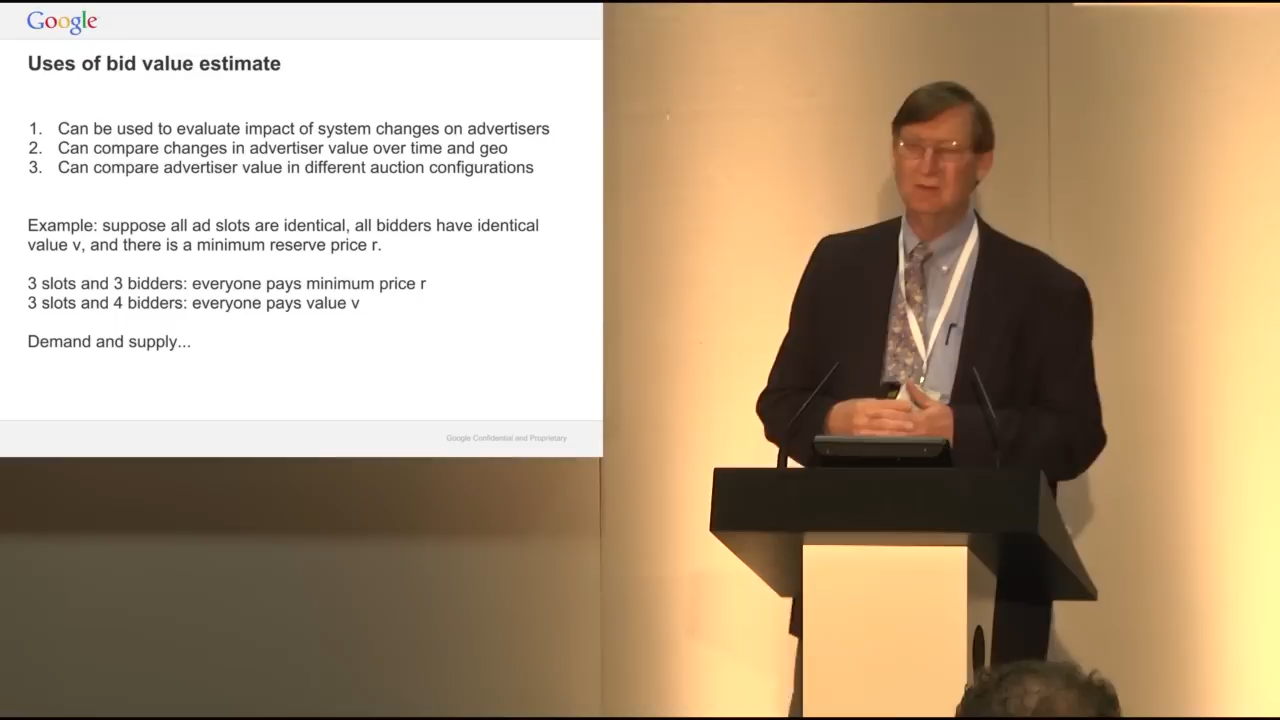 Google
Uses of bid value estimate
1. Can be used to evaluate impact of system changes on advertisers
2. Can compare changes in advertiser value over time and geo
3. Can compare advertiser value in different auction configurations
Example: suppose all ad slots are identical, all bidders have identical
value v, and there is a minimum reserve price r.
3 slots and 3 bidders: everyone pays minimum price r
3 slots and 4 bidders: everyone pays value v
Demand and supply...
Google Confidential and Proprietary